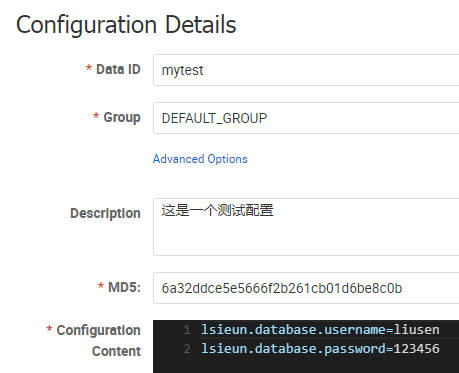 Configuration Details
* Data ID mytest
* Group DEFAULT_GROUP
Advanced Options
Description 这是一个测试配置
* MD5: 6a32ddce5e5666f2b261cb01d6be8c0b
* Configuration Content
1 lsieun.database.username=liusen
2 lsieun.database.password=123456